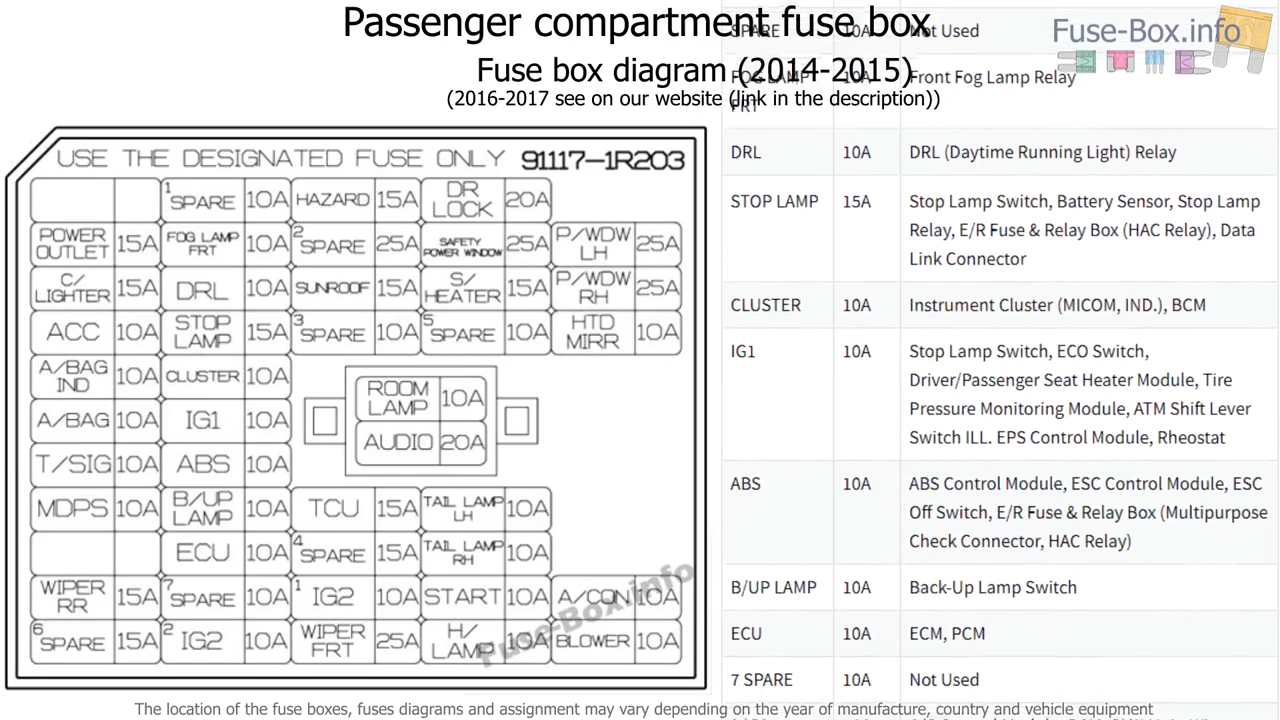 Passenger compartment fuse box
Fuse box diagram (2014-2015)
(2016-2017 see on our website (link in the description))
Fuse-Box.info
USE THE DESIGNATED FUSE ONLY 91117-1R203
1 SPARE 10A HAZARD 15A DR LOCK 20A
POWER OUTLET 15A FOG LAMP FRT 10A 2 SPARE 25A SAFETY POWER WINDOW 25A P/WDW LH 25A
C/LIGHTER 15A DRL 10A SUNROOF 15A S/HEATER 15A P/WDW RH 25A
ACC 10A STOP LAMP 15A 3 SPARE 10A 5 SPARE 10A HTD MIRR 10A
A/BAG IND 10A CLUSTER 10A
ROOM LAMP 10A
A/BAG 10A IG1 10A
AUDIO 20A
T/SIG 10A ABS 10A
MDPS 10A B/UP LAMP 10A TCU 15A TAIL LAMP LH 10A
ECU 10A 4 SPARE 15A TAIL LAMP RH 10A
WIPER RR 15A 7 SPARE 10A 1 IG2 10A START 10A A/CON 10A
6 SPARE 15A 2 IG2 10A WIPER FRT 25A H/LAMP 10A BLOWER 10A
Fuse-Box.info
SPARE 10A Not Used
FOG LAMP FRT 10A Front Fog Lamp Relay
DRL 10A DRL (Daytime Running Light) Relay
STOP LAMP 15A Stop Lamp Switch, Battery Sensor, Stop Lamp
Relay, E/R Fuse & Relay Box (HAC Relay), Data
Link Connector
CLUSTER 10A Instrument Cluster (MICOM, IND.), BCM
IG1 10A Stop Lamp Switch, ECO Switch,
Driver/Passenger Seat Heater Module, Tire
Pressure Monitoring Module, ATM Shift Lever
Switch ILL. EPS Control Module, Rheostat
ABS 10A ABS Control Module, ESC Control Module, ESC
Off Switch, E/R Fuse & Relay Box (Multipurpose
Check Connector, HAC Relay)
B/UP LAMP 10A Back-Up Lamp Switch
ECU 10A ECM, PCM
7 SPARE 10A Not Used
The location of the fuse boxes, fuses diagrams and assignment may vary depending on the year of manufacture, country and vehicle equipment